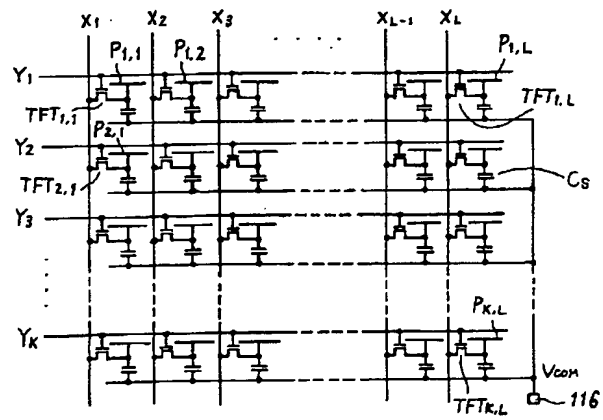 X1 X2 X3 . . . . . XL-1 XL
P1,1 P1,2 P1,L
Y1
TFT1,1 TFT1,L
P2,1
Y2
TFT2,1 CS
Y3
PK,L
YK
VCOM
TFTK,L 116